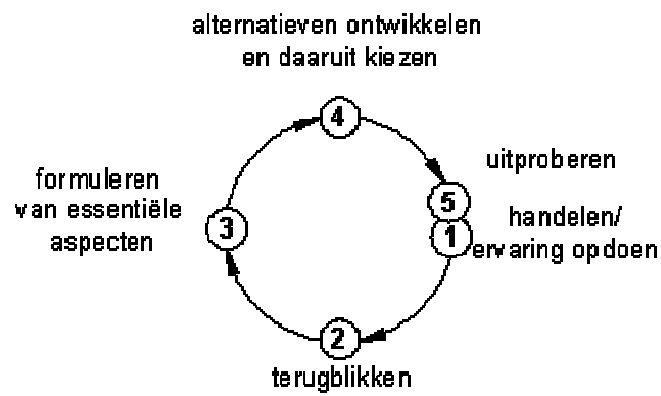 alternatieven ontwikkelen
en daaruit kiezen
4
uitproberen
5
formuleren
van essentiële
aspecten
3
handelen/
1
ervaring opdoen
2
terugblikken